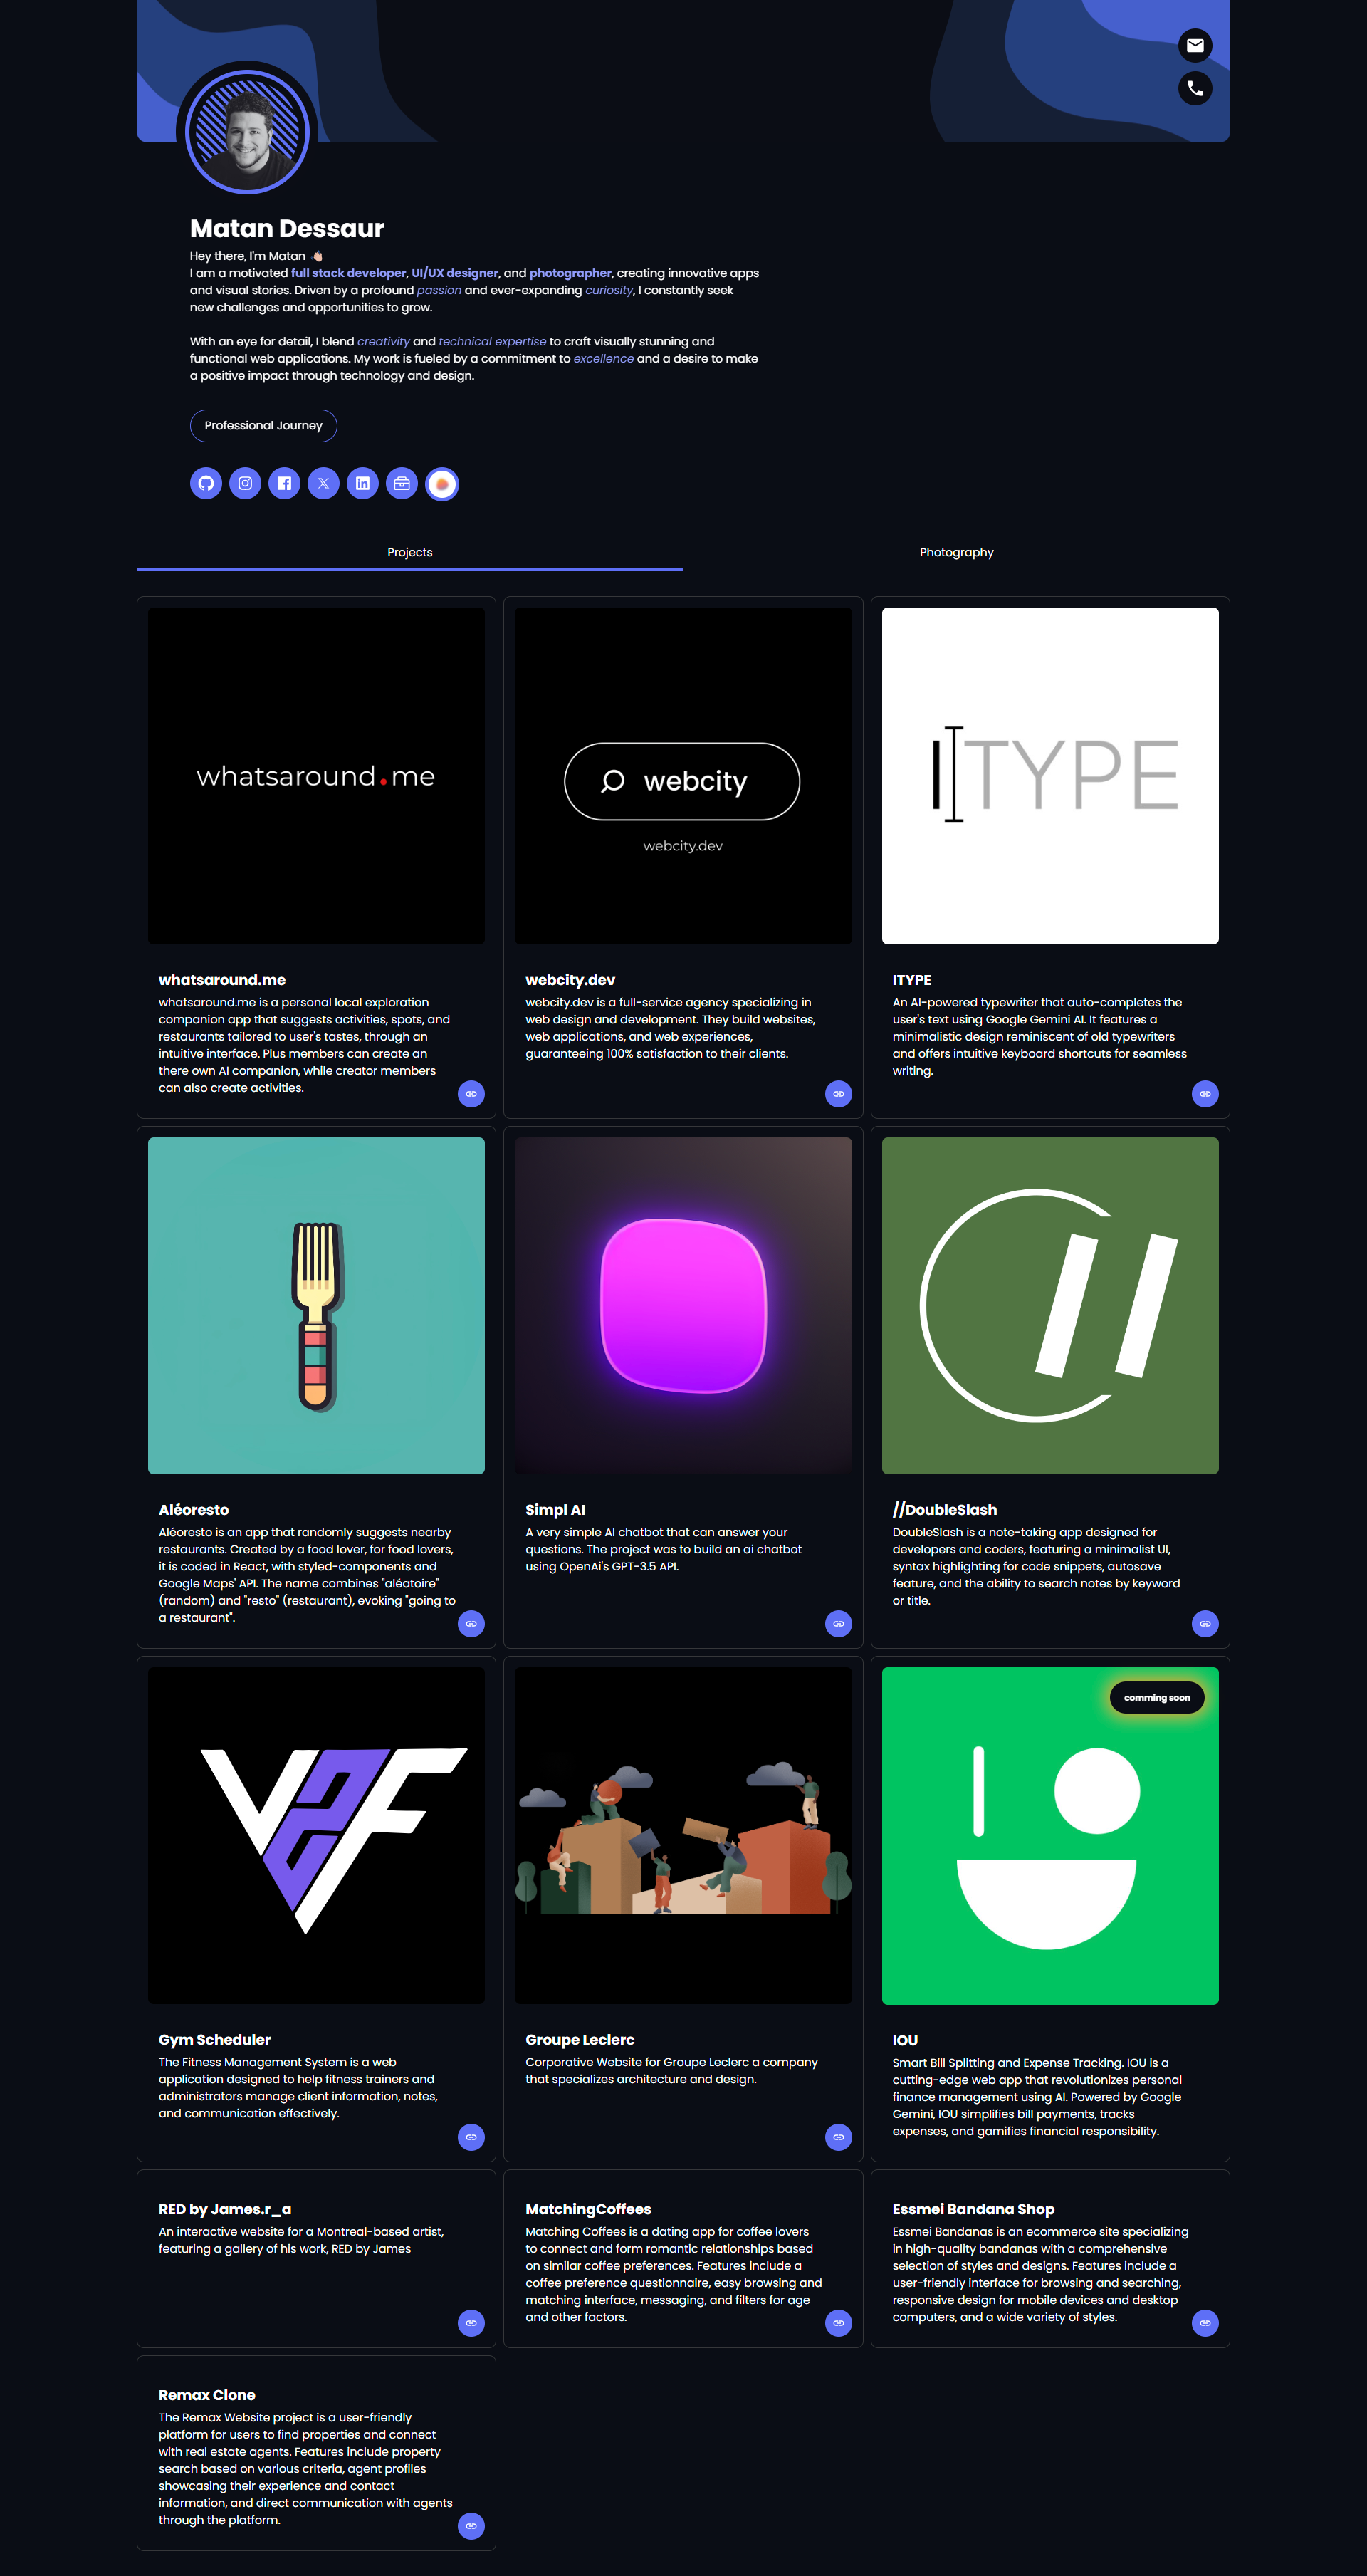 Matan Dessaur
Hey there, I'm Matan 👋🏻
I am a motivated full stack developer, UI/UX designer, and photographer, creating innovative apps
and visual stories. Driven by a profound passion and ever-expanding curiosity, I constantly seek
new challenges and opportunities to grow.
With an eye for detail, I blend creativity and technical expertise to craft visually stunning and
functional web applications. My work is fueled by a commitment to excellence and a desire to make
a positive impact through technology and design.
Professional Journey
Projects
Photography
whatsaround.me
whatsaround.me
whatsaround.me is a personal local exploration
companion app that suggests activities, spots, and
restaurants tailored to user's tastes, through an
intuitive interface. Plus members can create an
there own AI companion, while creator members
can also create activities.
webcity
webcity.dev
webcity.dev
webcity.dev is a full-service agency specializing in
web design and development. They build websites,
web applications, and web experiences,
guaranteeing 100% satisfaction to their clients.
ITYPE
ITYPE
An AI-powered typewriter that auto-completes the
user's text using Google Gemini AI. It features a
minimalistic design reminiscent of old typewriters
and offers intuitive keyboard shortcuts for seamless
writing.
Aléoresto
Aléoresto is an app that randomly suggests nearby
restaurants. Created by a food lover, for food lovers,
it is coded in React, with styled-components and
Google Maps' API. The name combines "aléatoire"
(random) and "resto" (restaurant), evoking "going to
a restaurant".
Simpl AI
A very simple AI chatbot that can answer your
questions. The project was to build an ai chatbot
using OpenAi's GPT-3.5 API.
//DoubleSlash
DoubleSlash is a note-taking app designed for
developers and coders, featuring a minimalist UI,
syntax highlighting for code snippets, autosave
feature, and the ability to search notes by keyword
or title.
V2F
Gym Scheduler
The Fitness Management System is a web
application designed to help fitness trainers and
administrators manage client information, notes,
and communication effectively.
Groupe Leclerc
Corporative Website for Groupe Leclerc a company
that specializes architecture and design.
comming soon
IOU
Smart Bill Splitting and Expense Tracking. IOU is a
cutting-edge web app that revolutionizes personal
finance management using AI. Powered by Google
Gemini, IOU simplifies bill payments, tracks
expenses, and gamifies financial responsibility.
RED by James.r_a
An interactive website for a Montreal-based artist,
featuring a gallery of his work, RED by James
MatchingCoffees
Matching Coffees is a dating app for coffee lovers
to connect and form romantic relationships based
on similar coffee preferences. Features include a
coffee preference questionnaire, easy browsing and
matching interface, messaging, and filters for age
and other factors.
Essmei Bandana Shop
Essmei Bandanas is an ecommerce site specializing
in high-quality bandanas with a comprehensive
selection of styles and designs. Features include a
user-friendly interface for browsing and searching,
responsive design for mobile devices and desktop
computers, and a wide variety of styles.
Remax Clone
The Remax Website project is a user-friendly
platform for users to find properties and connect
with real estate agents. Features include property
search based on various criteria, agent profiles
showcasing their experience and contact
information, and direct communication with agents
through the platform.